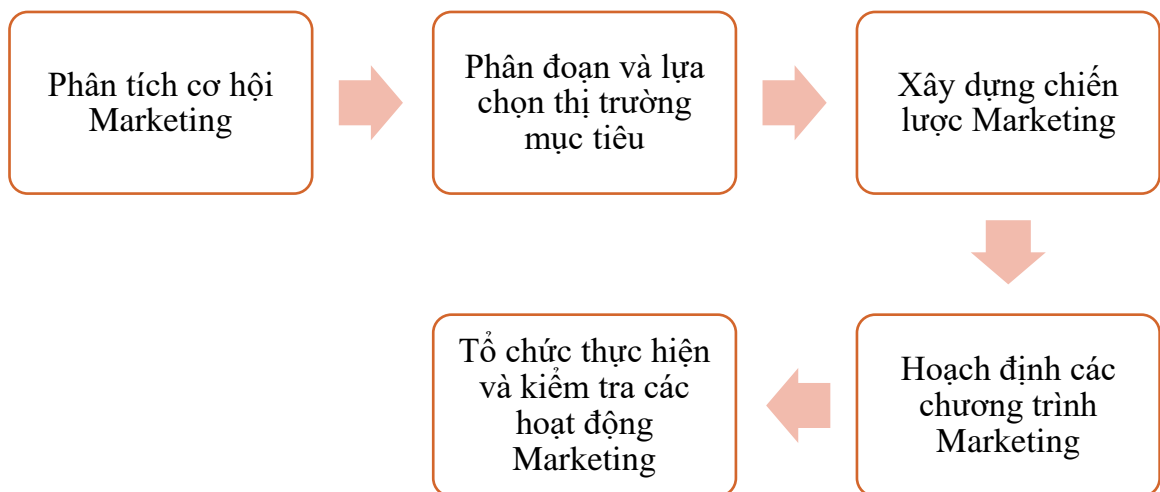 Phân tích cơ hội
Marketing
Phân đoạn và lựa
chọn thị trường
mục tiêu
Xây dựng chiến
lược Marketing
Hoạch định các
chương trình
Marketing
Tổ chức thực hiện
và kiểm tra các
hoạt động
Marketing